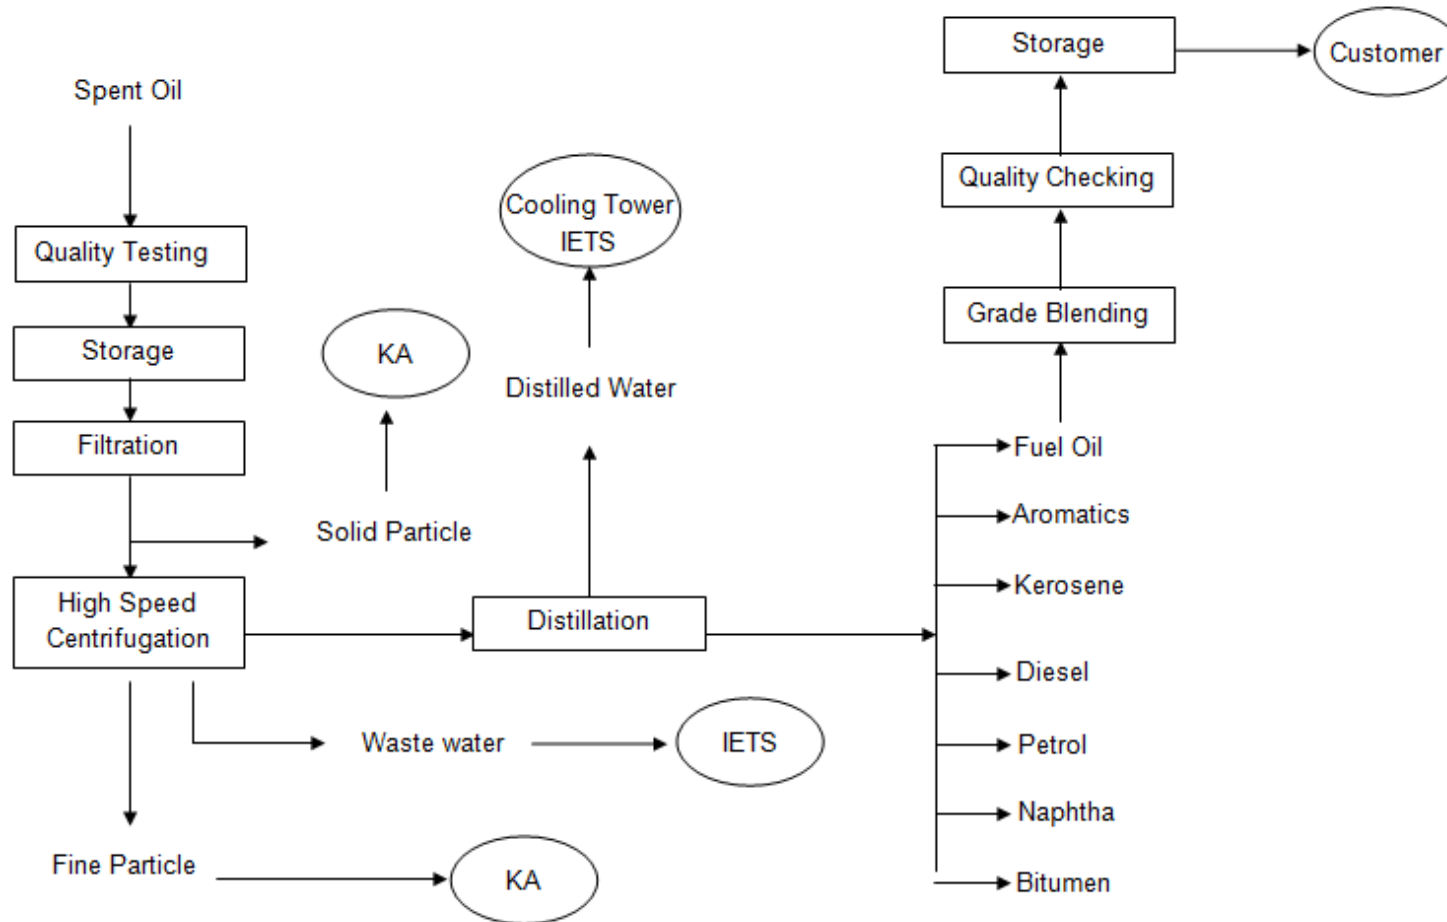 Spent Oil
Quality Testing
Storage
Filtration
High Speed
Centrifugation
Fine Particle
KA
Waste water
IETS
Solid Particle
KA
Distillation
Distilled Water
Cooling Tower
IETS
Fuel Oil
Aromatics
Kerosene
Diesel
Petrol
Naphtha
Bitumen
Grade Blending
Quality Checking
Storage
Customer